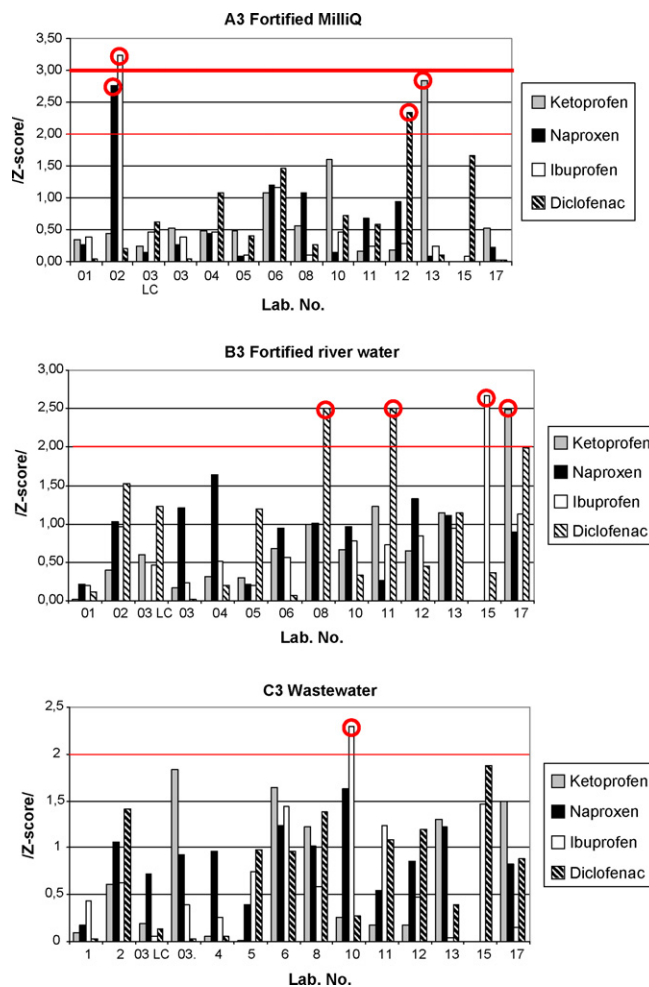 A3 Fortified MilliQ
3,50
3,00
2,50
2,00
1,50
1,00
0,50
0,00
/Z-score/
01 02 03 03 04 05 06 08 10 11 12 13 15 17
LC
Lab. No.
Ketoprofen
Naproxen
Ibuprofen
Diclofenac
B3 Fortified river water
3,00
2,50
2,00
1,50
1,00
0,50
0,00
/Z-score/
01 02 03 LC 03 04 05 06 08 10 11 12 13 15 17
Lab. No.
Ketoprofen
Naproxen
Ibuprofen
Diclofenac
C3 Wastewater
2,5
2
1,5
1
0,5
0
/Z-score/
1 2 03 LC 03. 4 5 6 8 10 11 12 13 15 17
Lab. No.
Ketoprofen
Naproxen
Ibuprofen
Diclofenac